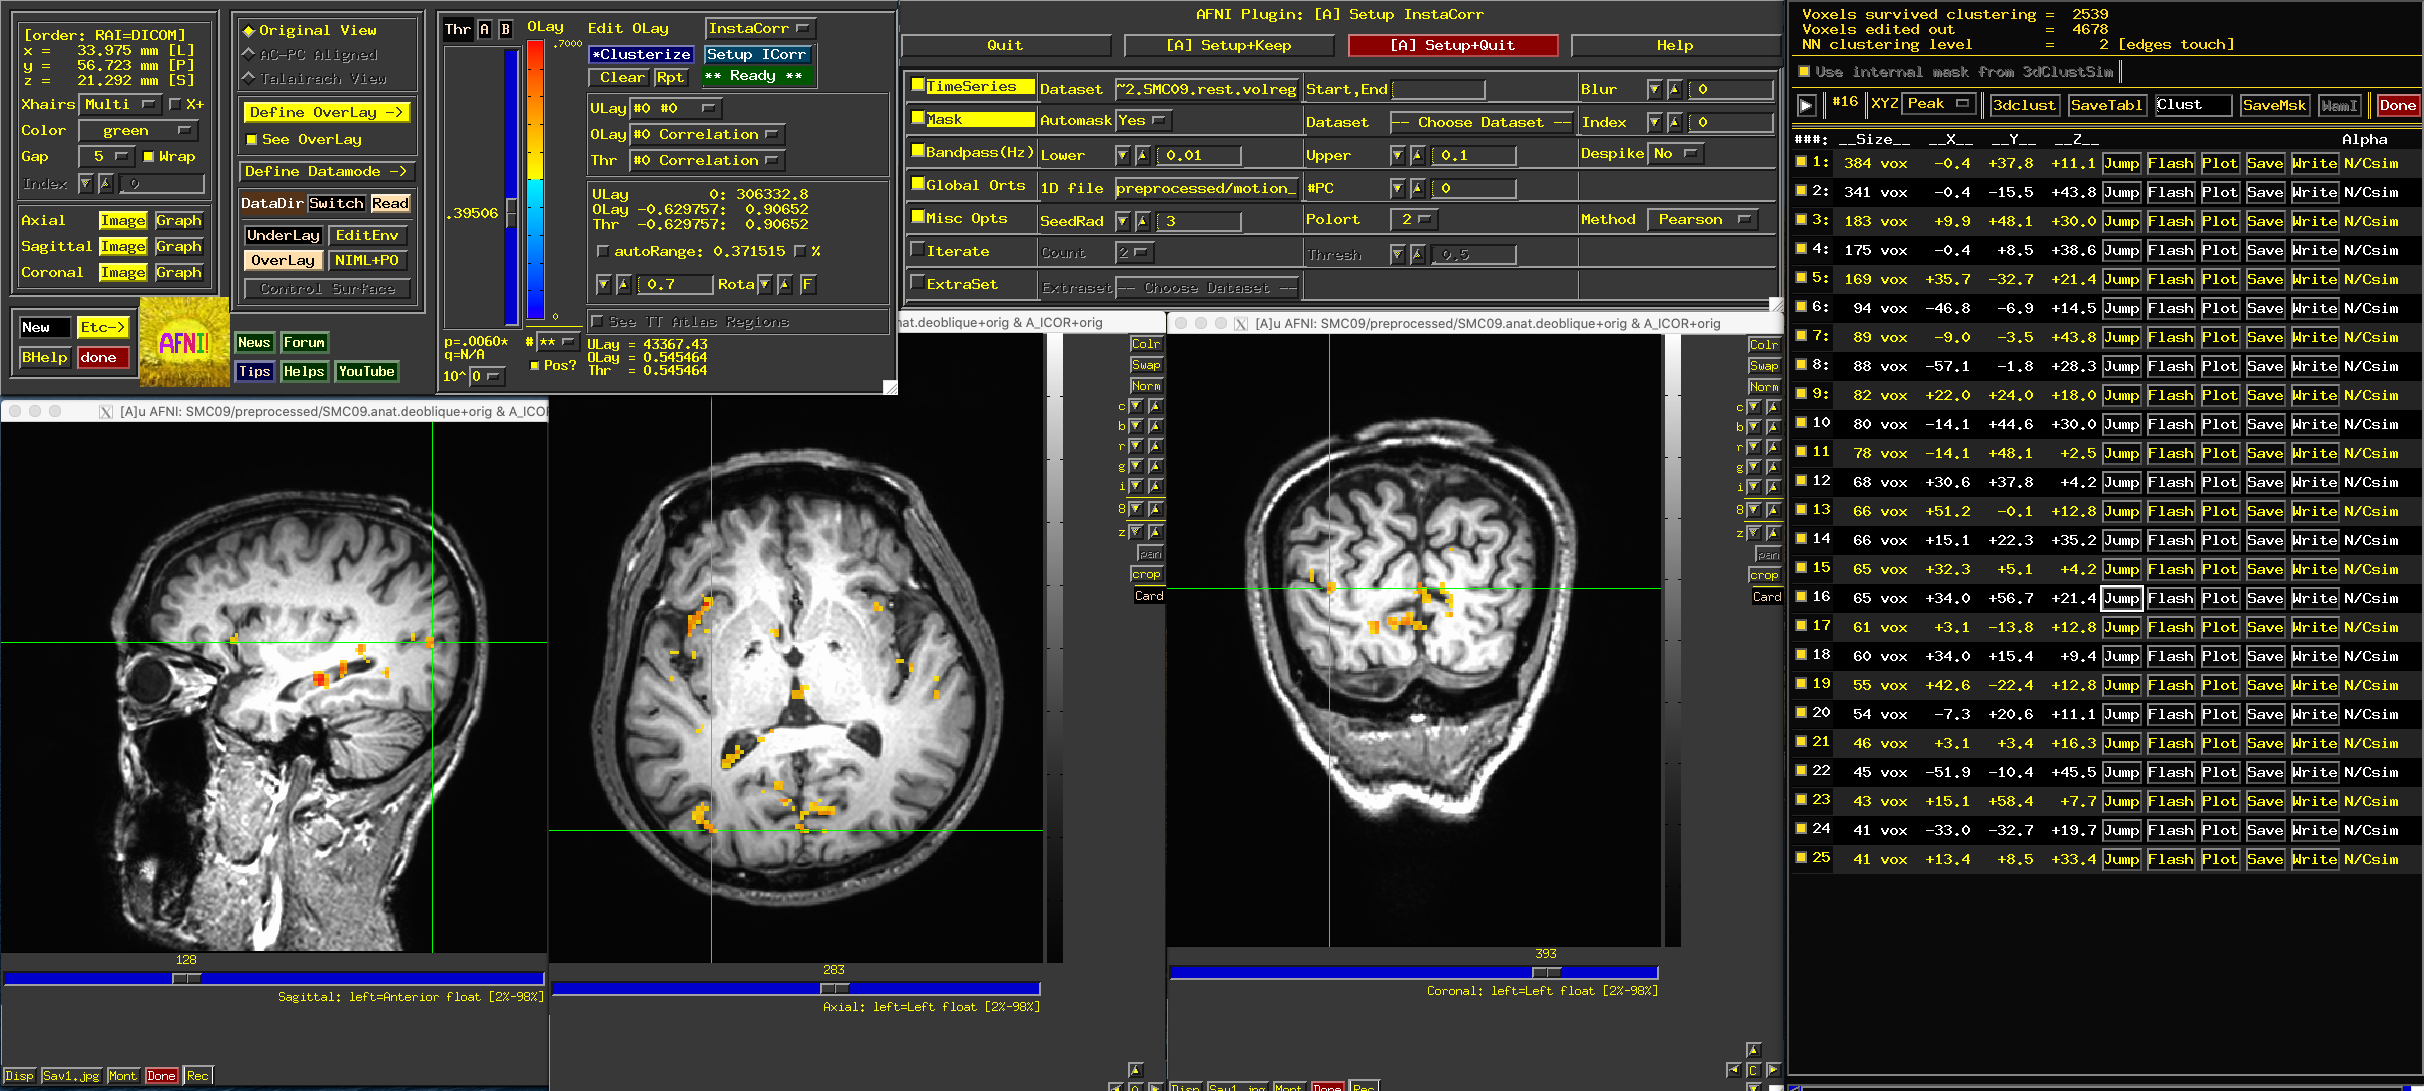 [order: RAI=DICOM]
x = 33.975 mm [L]
y = 56.723 mm [P]
z = 21.292 mm [S]
Xhairs Multi X+
Color green
Gap 5 Wrap
Index 0
Axial Image Graph
Sagittal Image Graph
Coronal Image Graph
New Etc->
BHelp done
AFNI!
Original View
AC-PC Aligned
Talairach View
Define OverLay ->
See OverLay
Define Datamode ->
DataDir Switch Read
UnderLay EditEnv
OverLay NIML+PO
Control Surface
News Forum
Tips Helps YouTube
Thr A B
.39506
p=.0060*
q=N/A
10^ 0
OLay
.7000
0
# **
Pos?
Edit OLay InstaCorr
*Clusterize Setup ICorr
Clear Rpt ** Ready **
ULay #0 #0
OLay #0 Correlation
Thr #0 Correlation
ULay 0: 306332.8
OLay -0.629757: 0.90652
Thr -0.629757: 0.90652
autoRange: 0.371515 %
0.7 Rota F
See TT Atlas Regions
ULay = 43367.43
OLay = 0.545464
Thr = 0.545464
AFNI Plugin: [A] Setup InstaCorr
Quit [A] Setup+Keep [A] Setup+Quit Help
TimeSeries Dataset ~2.SMC09.rest.volreg Start,End Blur 0
Mask Automask Yes Dataset -- Choose Dataset -- Index 0
Bandpass(Hz) Lower 0.01 Upper 0.1 Despike No
Global Orts 1D file preprocessed/motion_ #PC 0
Misc Opts SeedRad 3 Polort 2 Method Pearson
Iterate Count 2 Thresh 0.5
ExtraSet Extraset -- Choose Dataset --
[A]u AFNI: SMC09/preprocessed/SMC09.anat.deoblique+orig & A_ICOR
128
Sagittal: left=Anterior float [2%-98%]
Disp Sav1.jpg Mont Done Rec
nat.deoblique+orig & A_ICOR+orig
Colr
Swap
Norm
c
b
r
g
i
8
z
pan
crop
Card
283
Axial: left=Left float [2%-98%]
[A]u AFNI: SMC09/preprocessed/SMC09.anat.deoblique+orig & A_ICOR+orig
Colr
Swap
Norm
c
b
r
g
i
8
z
pan
crop
Card
393
Coronal: left=Left float [2%-98%]
C
Disp Sav1.jpg Mont Done Rec
Voxels survived clustering = 2539
Voxels edited out = 4678
NN clustering level = 2 [edges touch]
Use internal mask from 3dClustSim
#16 XYZ Peak 3dclust SaveTabl Clust SaveMsk WamI Done
###: __Size__ __X__ __Y__ __Z__ Alpha
1: 384 vox -0.4 +37.8 +11.1 Jump Flash Plot Save Write N/Csim
2: 341 vox -0.4 -15.5 +43.8 Jump Flash Plot Save Write N/Csim
3: 183 vox +9.9 +48.1 +30.0 Jump Flash Plot Save Write N/Csim
4: 175 vox -0.4 +8.5 +38.6 Jump Flash Plot Save Write N/Csim
5: 169 vox +35.7 -32.7 +21.4 Jump Flash Plot Save Write N/Csim
6: 94 vox -46.8 -6.9 +14.5 Jump Flash Plot Save Write N/Csim
7: 89 vox -9.0 -3.5 +43.8 Jump Flash Plot Save Write N/Csim
8: 88 vox -57.1 -1.8 +28.3 Jump Flash Plot Save Write N/Csim
9: 82 vox +22.0 +24.0 +18.0 Jump Flash Plot Save Write N/Csim
10 80 vox -14.1 +44.6 +30.0 Jump Flash Plot Save Write N/Csim
11 78 vox -14.1 +48.1 +2.5 Jump Flash Plot Save Write N/Csim
12 68 vox +30.6 +37.8 +4.2 Jump Flash Plot Save Write N/Csim
13 66 vox +51.2 -0.1 +12.8 Jump Flash Plot Save Write N/Csim
14 66 vox +15.1 +22.3 +35.2 Jump Flash Plot Save Write N/Csim
15 65 vox +32.3 +5.1 +4.2 Jump Flash Plot Save Write N/Csim
16 65 vox +34.0 +56.7 +21.4 Jump Flash Plot Save Write N/Csim
17 61 vox +3.1 -13.8 +12.8 Jump Flash Plot Save Write N/Csim
18 60 vox +34.0 +15.4 +9.4 Jump Flash Plot Save Write N/Csim
19 55 vox +42.6 -22.4 +12.8 Jump Flash Plot Save Write N/Csim
20 54 vox -7.3 +20.6 +11.1 Jump Flash Plot Save Write N/Csim
21 46 vox +3.1 +3.4 +16.3 Jump Flash Plot Save Write N/Csim
22 45 vox -51.9 -10.4 +45.5 Jump Flash Plot Save Write N/Csim
23 43 vox +15.1 +58.4 +7.7 Jump Flash Plot Save Write N/Csim
24 41 vox -33.0 -32.7 +19.7 Jump Flash Plot Save Write N/Csim
25 41 vox +13.4 +8.5 +33.4 Jump Flash Plot Save Write N/Csim